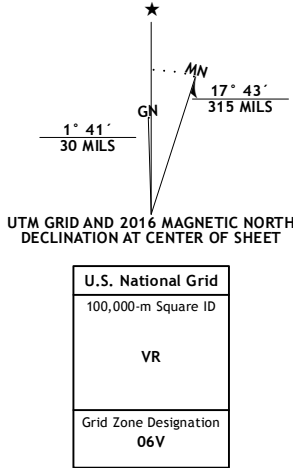 MN
GN
17° 43´
315 MILS
1° 41´
30 MILS
UTM GRID AND 2016 MAGNETIC NORTH
DECLINATION AT CENTER OF SHEET
U.S. National Grid
100,000-m Square ID
VR
Grid Zone Designation
06V